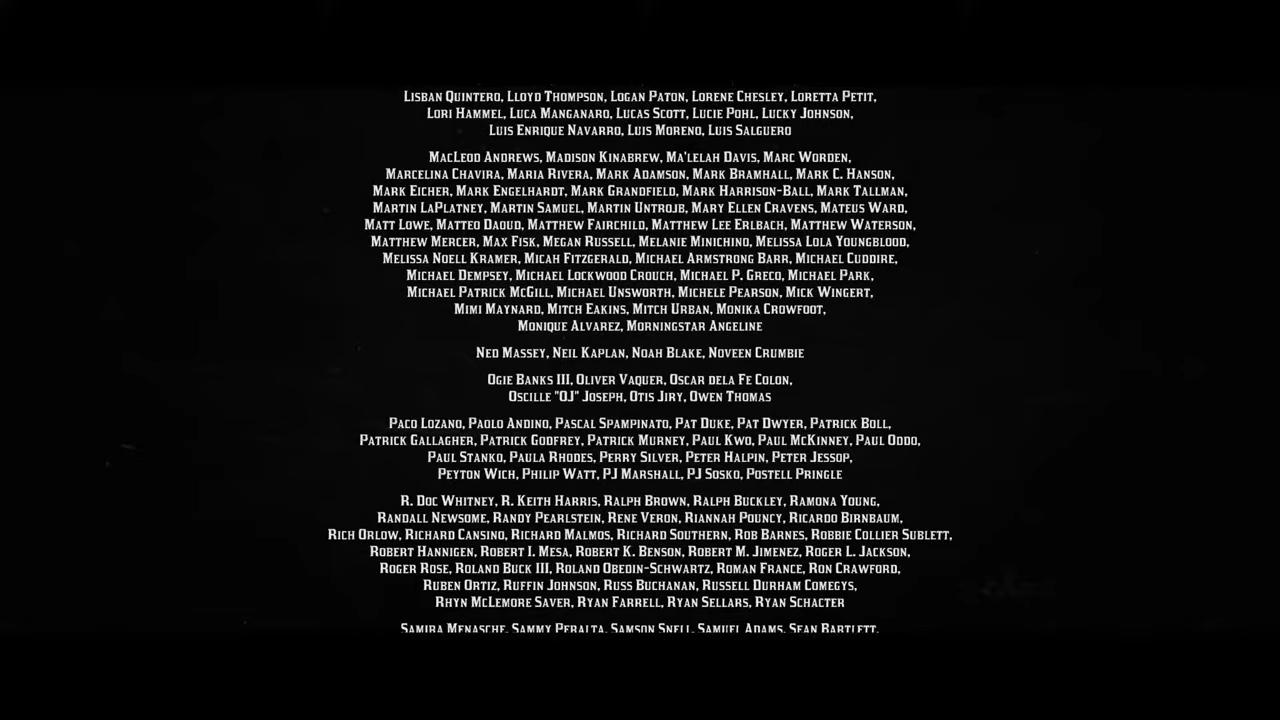 Lisban Quintero, Lloyd Thompson, Logan Paton, Lorene Chesley, Loretta Petit,
Lori Hammel, Luca Manganaro, Lucas Scott, Lucie Pohl, Lucky Johnson,
Luis Enrique Navarro, Luis Moreno, Luis Salguero
MacLeod Andrews, Madison Kinabrew, Ma'lelah Davis, Marc Worden,
Marcelina Chavira, Maria Rivera, Mark Adamson, Mark Bramhall, Mark C. Hanson,
Mark Eicher, Mark Engelhardt, Mark Grandfield, Mark Harrison-Ball, Mark Tallman,
Martin LaPlatney, Martin Samuel, Martin Untrojb, Mary Ellen Cravens, Mateus Ward,
Matt Lowe, Matteo Daoud, Matthew Fairchild, Matthew Lee Erlbach, Matthew Waterson,
Matthew Mercer, Max Fisk, Megan Russell, Melanie Minichino, Melissa Lola Youngblood,
Melissa Noell Kramer, Micah Fitzgerald, Michael Armstrong Barr, Michael Cuddire,
Michael Dempsey, Michael Lockwood Crouch, Michael P. Greco, Michael Park,
Michael Patrick McGill, Michael Unsworth, Michele Pearson, Mick Wingert,
Mimi Maynard, Mitch Eakins, Mitch Urban, Monika Crowfoot,
Monique Alvarez, Morningstar Angeline
Ned Massey, Neil Kaplan, Noah Blake, Noveen Crumbie
Ogie Banks III, Oliver Vaquer, Oscar dela Fe Colon,
Oscille "OJ" Joseph, Otis Jiry, Owen Thomas
Paco Lozano, Paolo Andino, Pascal Spampinato, Pat Duke, Pat Dwyer, Patrick Boll,
Patrick Gallagher, Patrick Godfrey, Patrick Murney, Paul Kwo, Paul McKinney, Paul Oddo,
Paul Stanko, Paula Rhodes, Perry Silver, Peter Halpin, Peter Jessop,
Peyton Wich, Philip Watt, PJ Marshall, PJ Sosko, Postell Pringle
R. Doc Whitney, R. Keith Harris, Ralph Brown, Ralph Buckley, Ramona Young,
Randall Newsome, Randy Pearlstein, Rene Veron, Riannah Pouncy, Ricardo Birnbaum,
Rich Orlow, Richard Cansino, Richard Malmos, Richard Southern, Rob Barnes, Robbie Collier Sublett,
Robert Hannigen, Robert I. Mesa, Robert K. Benson, Robert M. Jimenez, Roger L. Jackson,
Roger Rose, Roland Buck III, Roland Obedin-Schwartz, Roman France, Ron Crawford,
Ruben Ortiz, Ruffin Johnson, Russ Buchanan, Russell Durham Comegys,
Rhyn McLemore Saver, Ryan Farrell, Ryan Sellars, Ryan Schacter
Samira Menasche, Sammy Peralta, Samson Snell, Samuel Adams, Sean Bartlett,